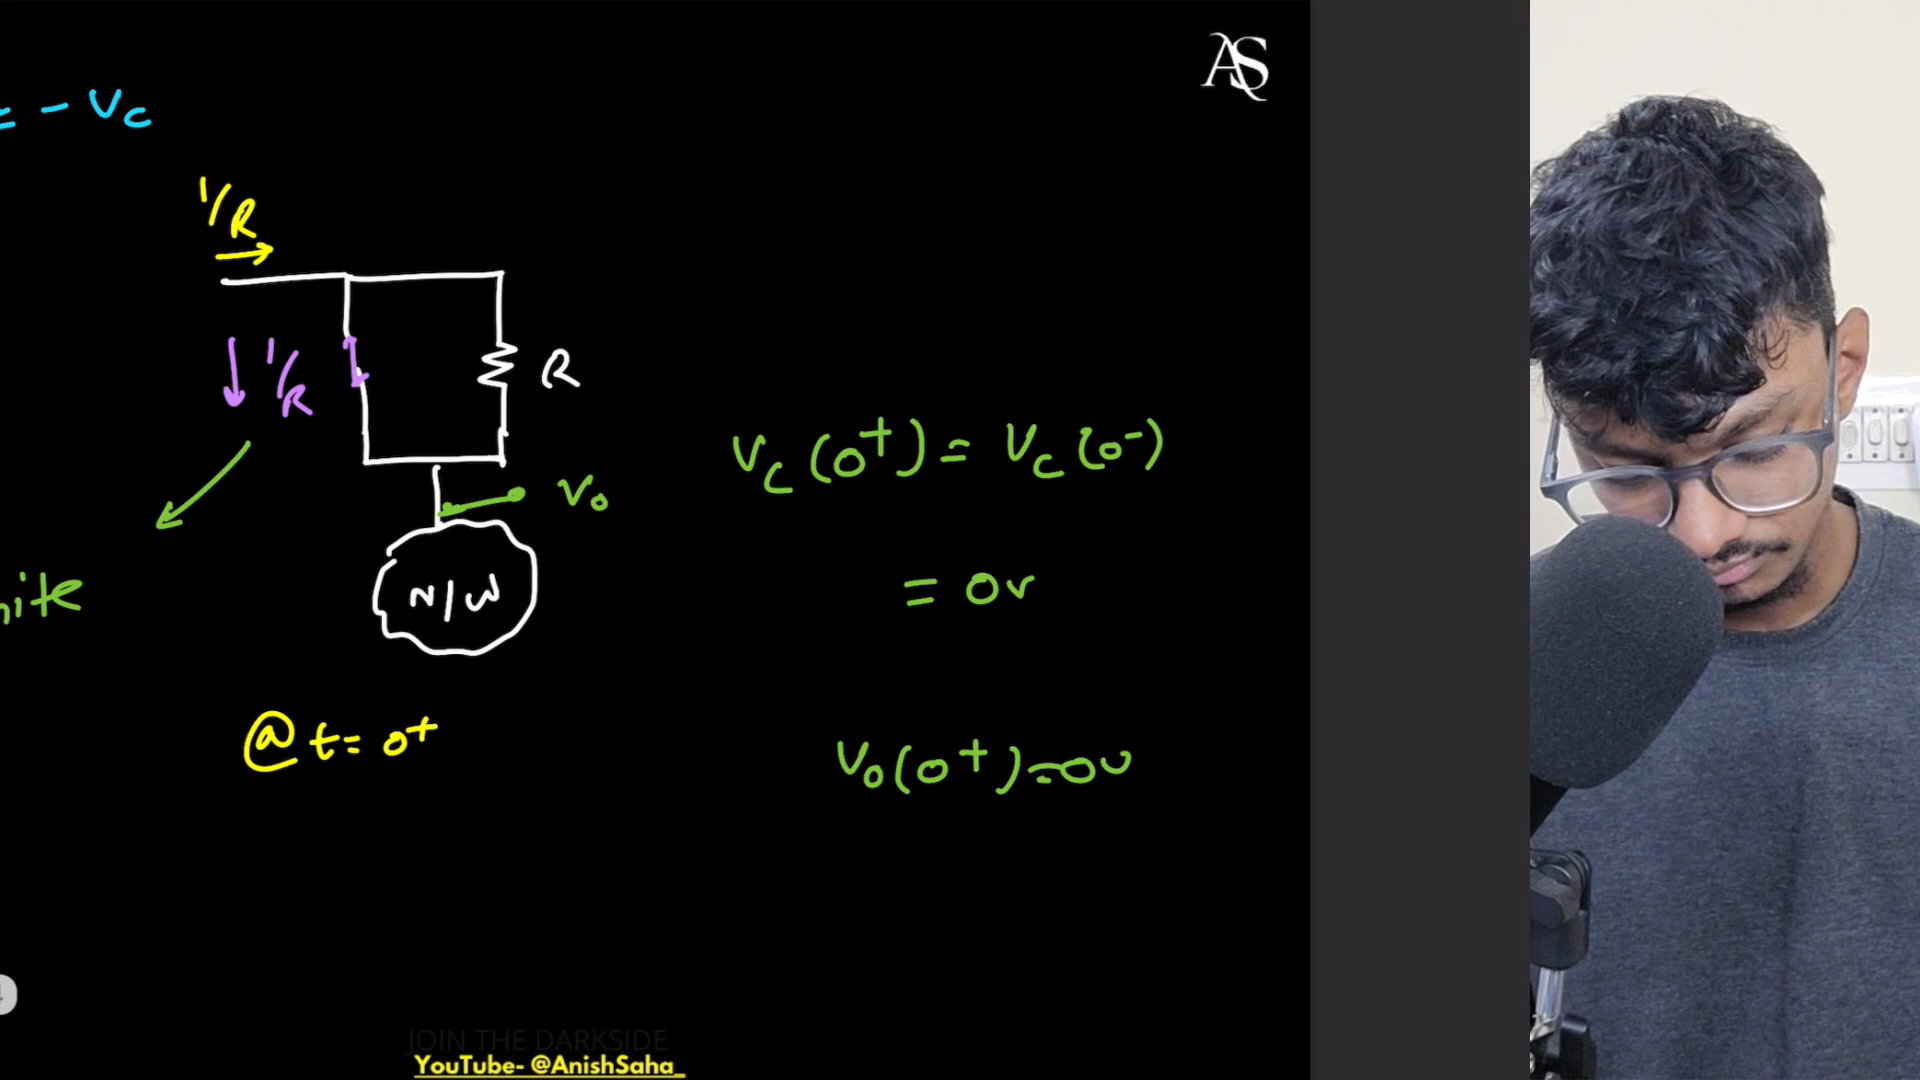 AS
= - Vc
1/R
1/R
R
Vc (0+) = Vc (0-)
Vo
= 0v
N/W
@ t = 0+
Vo(0+) = 0v
JOIN THE DARKSIDE
YouTube- @AnishSaha_